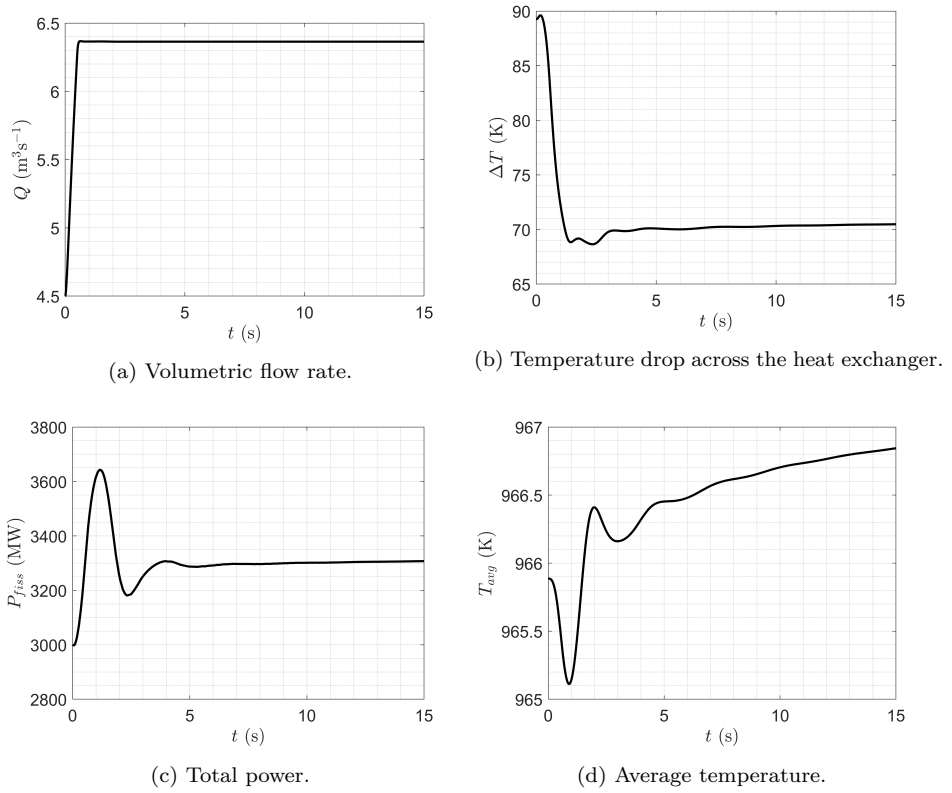 6.5
6
5.5
5
4.5
Q (m³s⁻¹)
0 5 10 15
t (s)
(a) Volumetric flow rate.
90
85
80
75
70
65
ΔT (K)
0 5 10 15
t (s)
(b) Temperature drop across the heat exchanger.
3800
3600
3400
3200
3000
2800
P_fiss (MW)
0 5 10 15
t (s)
(c) Total power.
967
966.5
966
965.5
965
T_avg (K)
0 5 10 15
t (s)
(d) Average temperature.